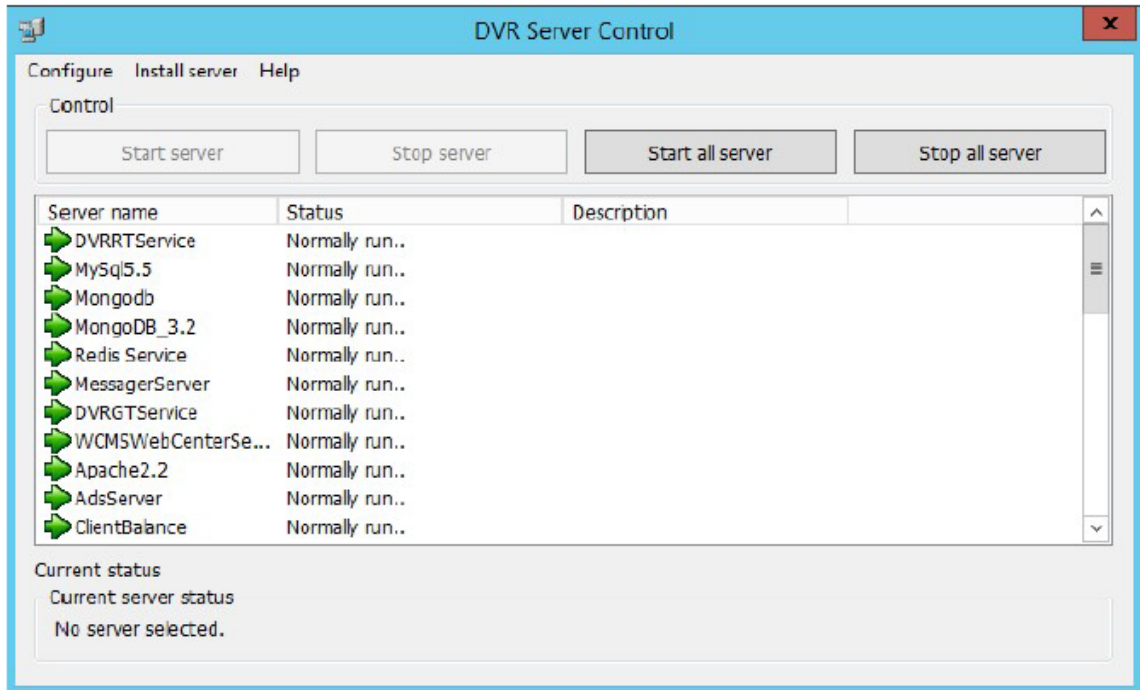 DVR Server Control
x
Configure Install server Help
Control
Start server Stop server Start all server Stop all server
Server name Status Description
DVRRTService Normally run..
MySql5.5 Normally run..
Mongodb Normally run..
MongoDB_3.2 Normally run..
Redis Service Normally run..
MessagerServer Normally run..
DVRGTService Normally run..
WCMSWebCenterSe... Normally run..
Apache2.2 Normally run..
AdsServer Normally run..
ClientBalance Normally run..
Current status
Current server status
No server selected.